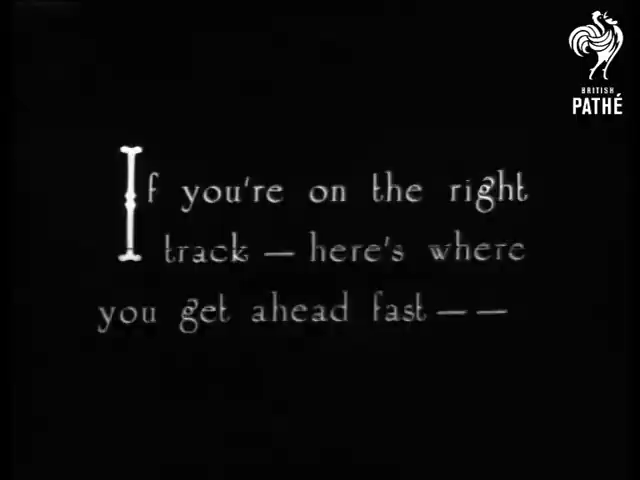 BRITISH
PATHÉ
If you're on the right
track — here's where
you get ahead fast — —